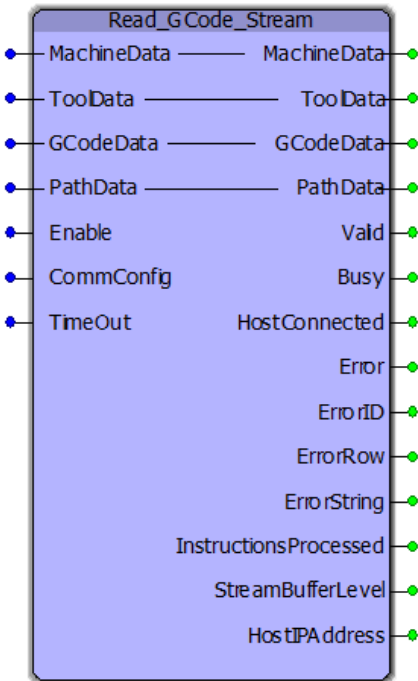 Read_GCode_Stream
MachineData MachineData
ToolData ToolData
GCodeData GCodeData
PathData PathData
Enable Valid
CommConfig Busy
TimeOut HostConnected
Error
ErrorID
ErrorRow
ErrorString
InstructionsProcessed
StreamBufferLevel
HostIPAddress